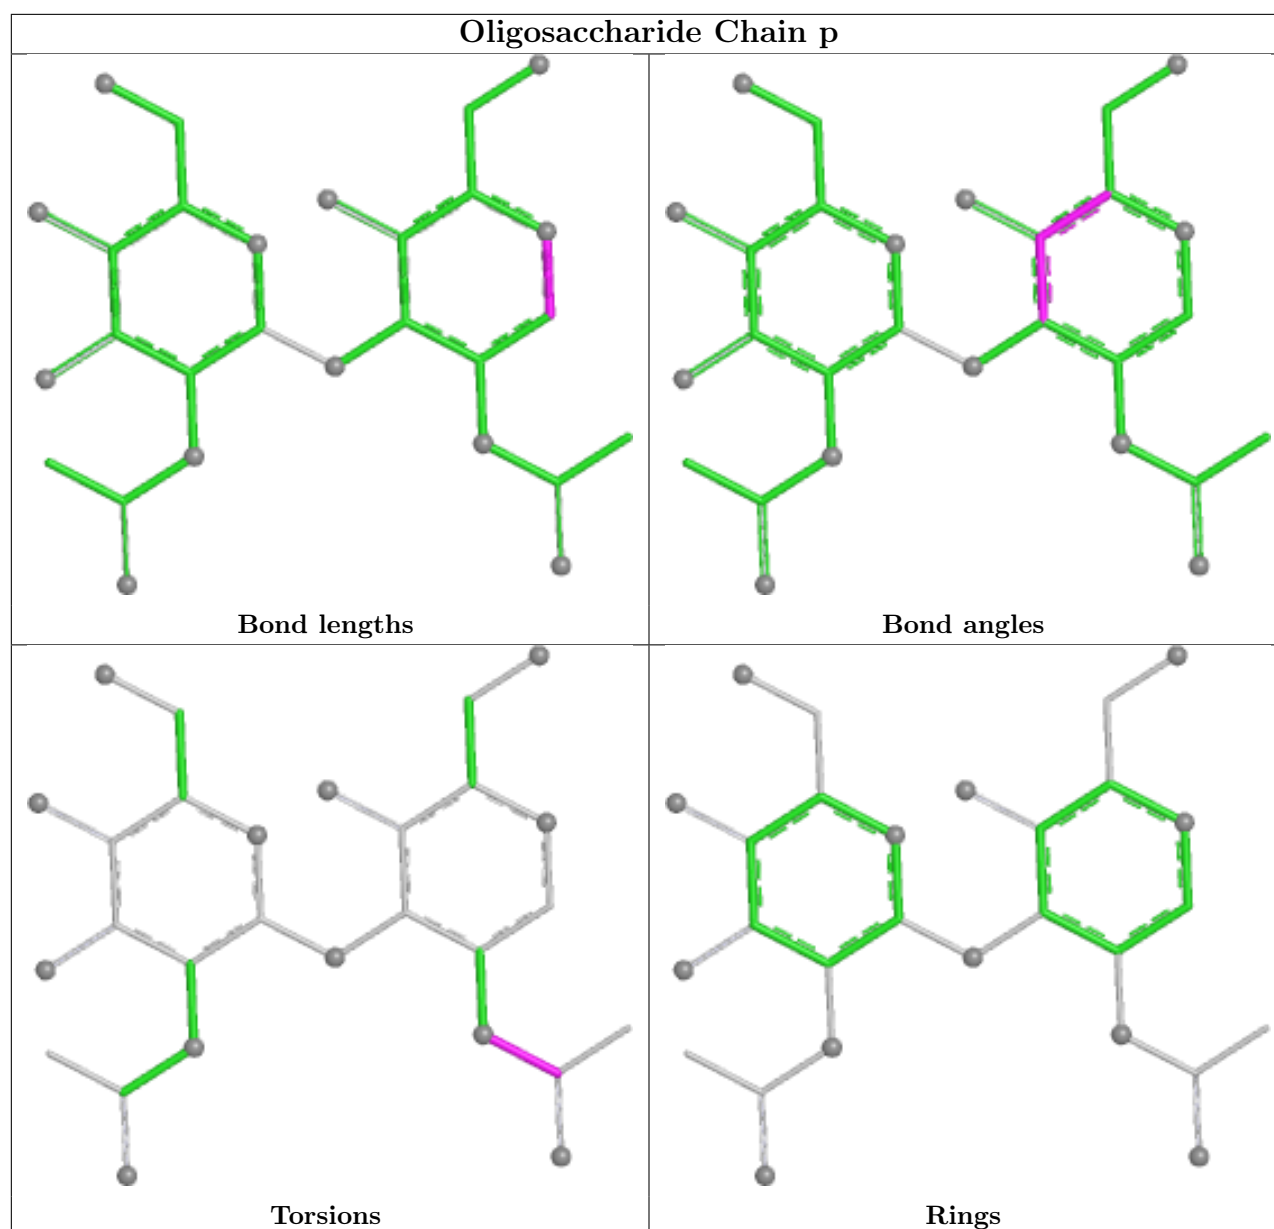 Oligosaccharide Chain p
Bond lengths
Bond angles
Torsions
Rings